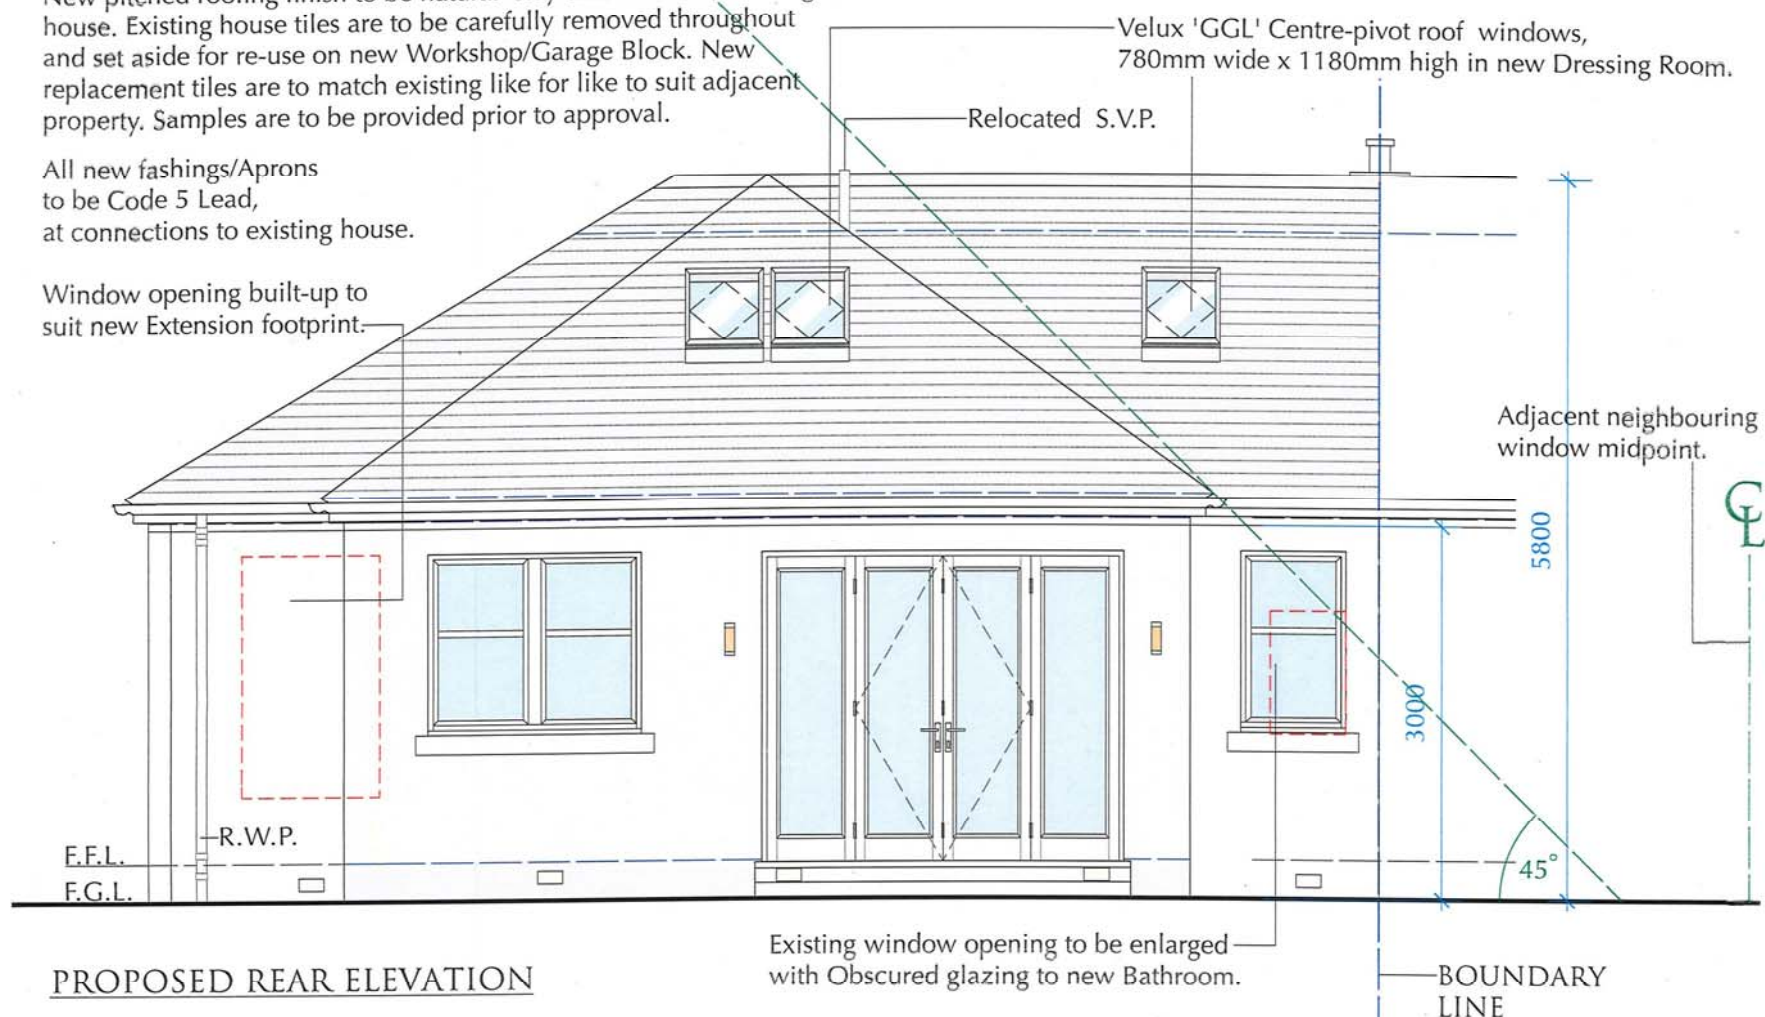 house. Existing house tiles are to be carefully removed throughout
and set aside for re-use on new Workshop/Garage Block. New
replacement tiles are to match existing like for like to suit adjacent
property. Samples are to be provided prior to approval.
All new fashings/Aprons
to be Code 5 Lead,
at connections to existing house.
Window opening built-up to
suit new Extension footprint.
Velux 'GGL' Centre-pivot roof windows,
780mm wide x 1180mm high in new Dressing Room.
Relocated S.V.P.
Adjacent neighbouring
window midpoint.
CL
5800
3000
45°
R.W.P.
F.F.L.
F.G.L.
Existing window opening to be enlarged
with Obscured glazing to new Bathroom.
PROPOSED REAR ELEVATION
BOUNDARY
LINE